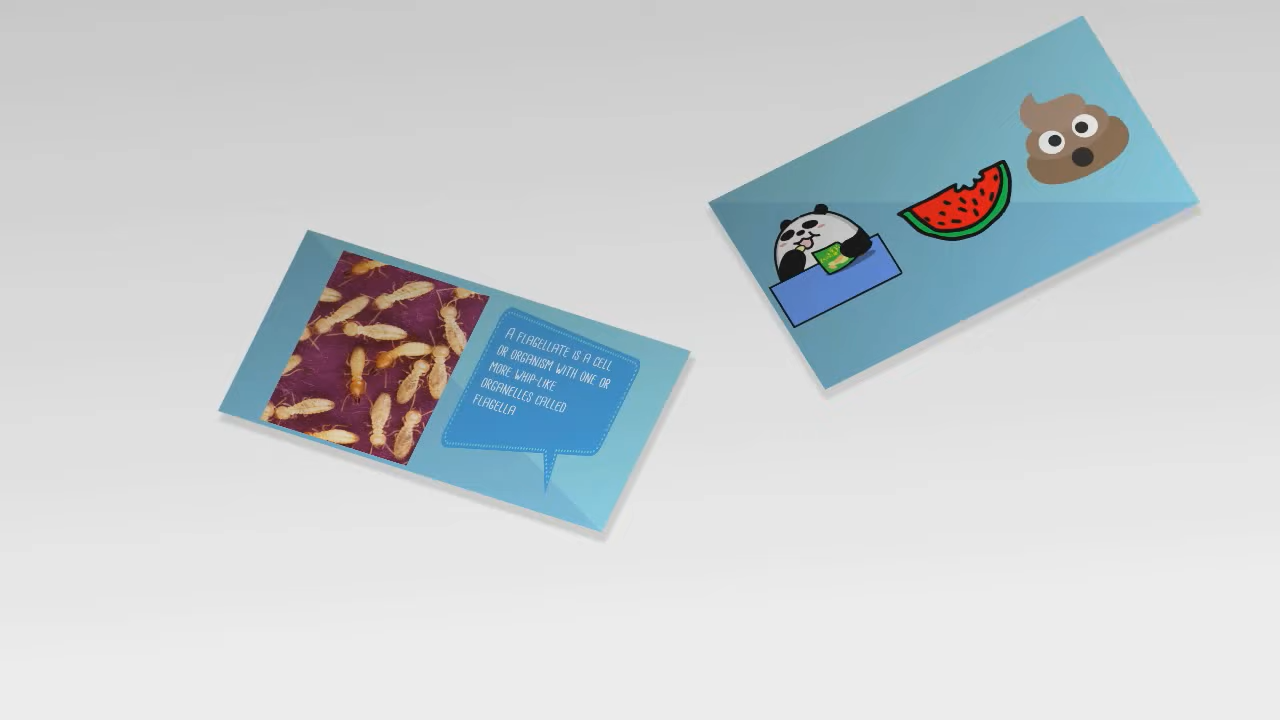 A FLAGELLATE IS A CELL
OR ORGANISM WITH ONE OR
MORE WHIP-LIKE
ORGANELLES CALLED
FLAGELLA